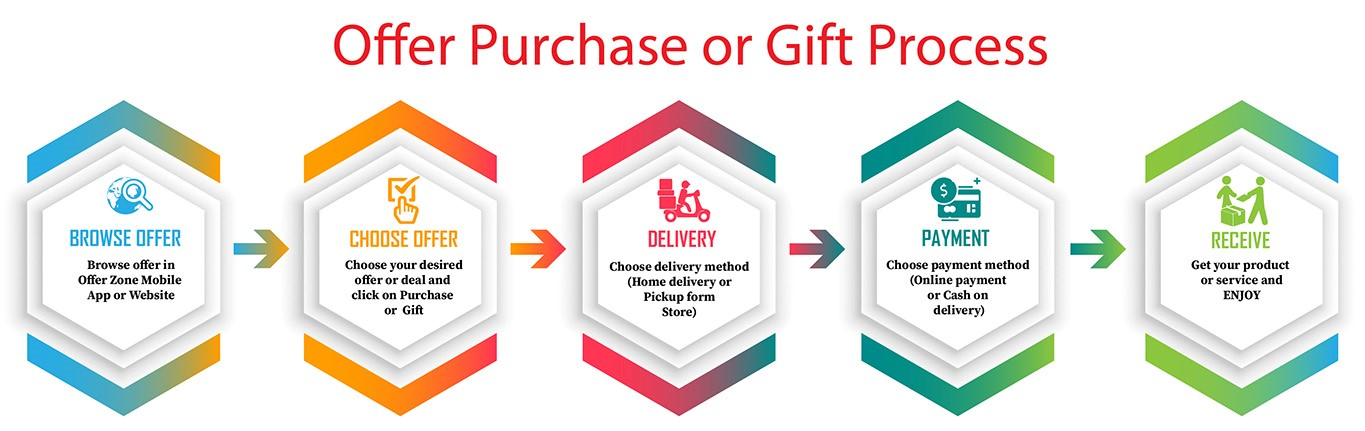 Offer Purchase or Gift Process
BROWSE OFFER
Browse offer in
Offer Zone Mobile
App or Website
CHOOSE OFFER
Choose your desired
offer or deal and
click on Purchase
or Gift
DELIVERY
Choose delivery method
(Home delivery or
Pickup form
Store)
$
PAYMENT
Choose payment method
(Online payment
or Cash on
delivery)
RECEIVE
Get your product
or service and
ENJOY